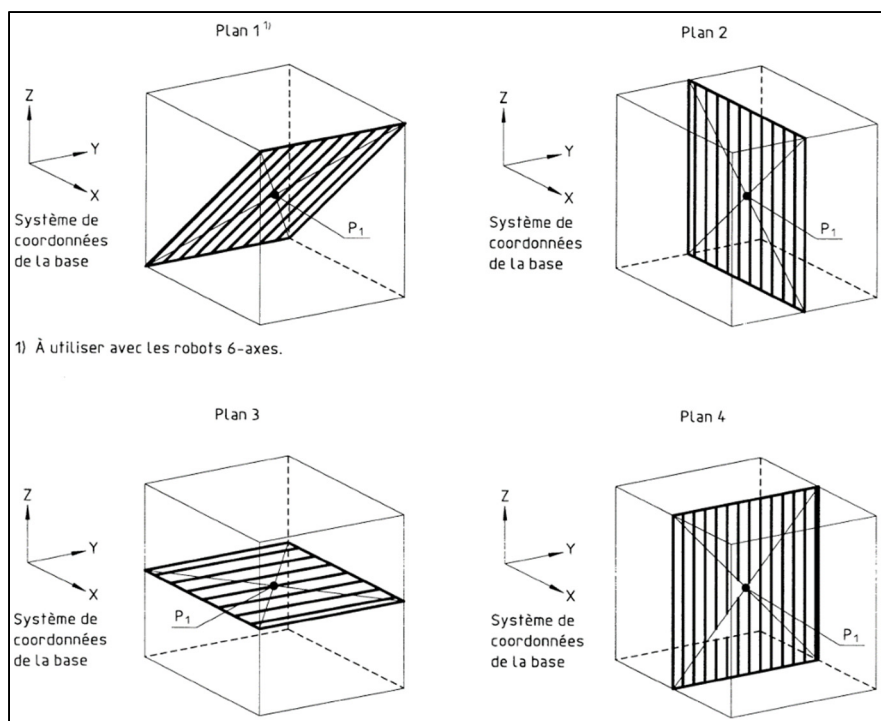 Plan 1 1)
Plan 2
Z
Y
X
Système de
coordonnées
de la base
P1
Z
Y
X
Système de
coordonnées
de la base
P1
1) À utiliser avec les robots 6-axes.
Plan 3
Plan 4
Z
Y
X
Système de
coordonnées
de la base
P1
Z
Y
X
Système de
coordonnées
de la base
P1